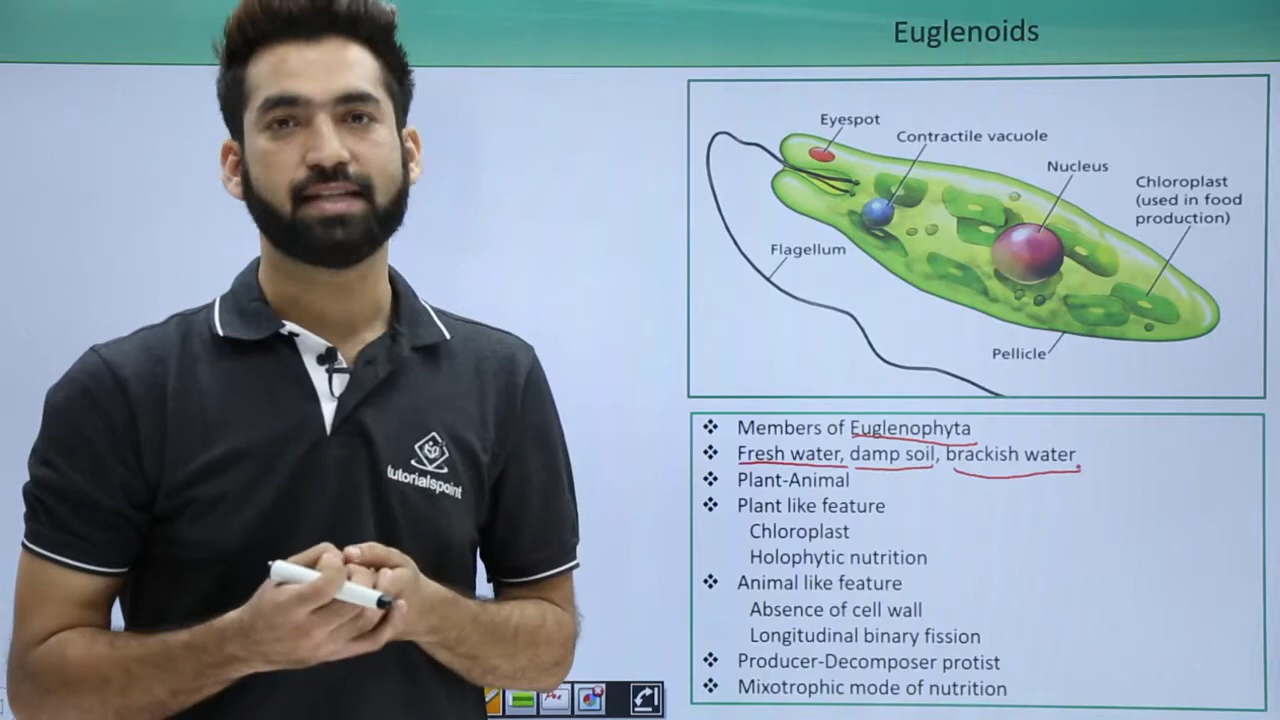 Euglenoids
Eyespot
Contractile vacuole
Nucleus
Chloroplast
(used in food
production)
Flagellum
Pellicle
tutorialspoint
❖ Members of Euglenophyta
❖ Fresh water, damp soil, brackish water
❖ Plant-Animal
❖ Plant like feature
Chloroplast
Holophytic nutrition
❖ Animal like feature
Absence of cell wall
Longitudinal binary fission
❖ Producer-Decomposer protist
❖ Mixotrophic mode of nutrition